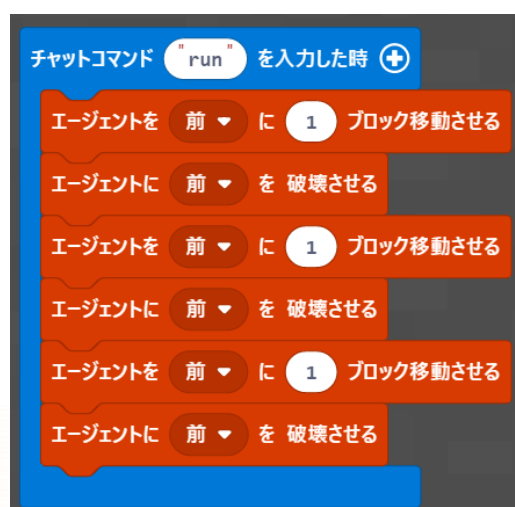 チャットコマンド "run" を入力した時
エージェントを 前 に 1 ブロック移動させる
エージェントに 前 を 破壊させる
エージェントを 前 に 1 ブロック移動させる
エージェントに 前 を 破壊させる
エージェントを 前 に 1 ブロック移動させる
エージェントに 前 を 破壊させる